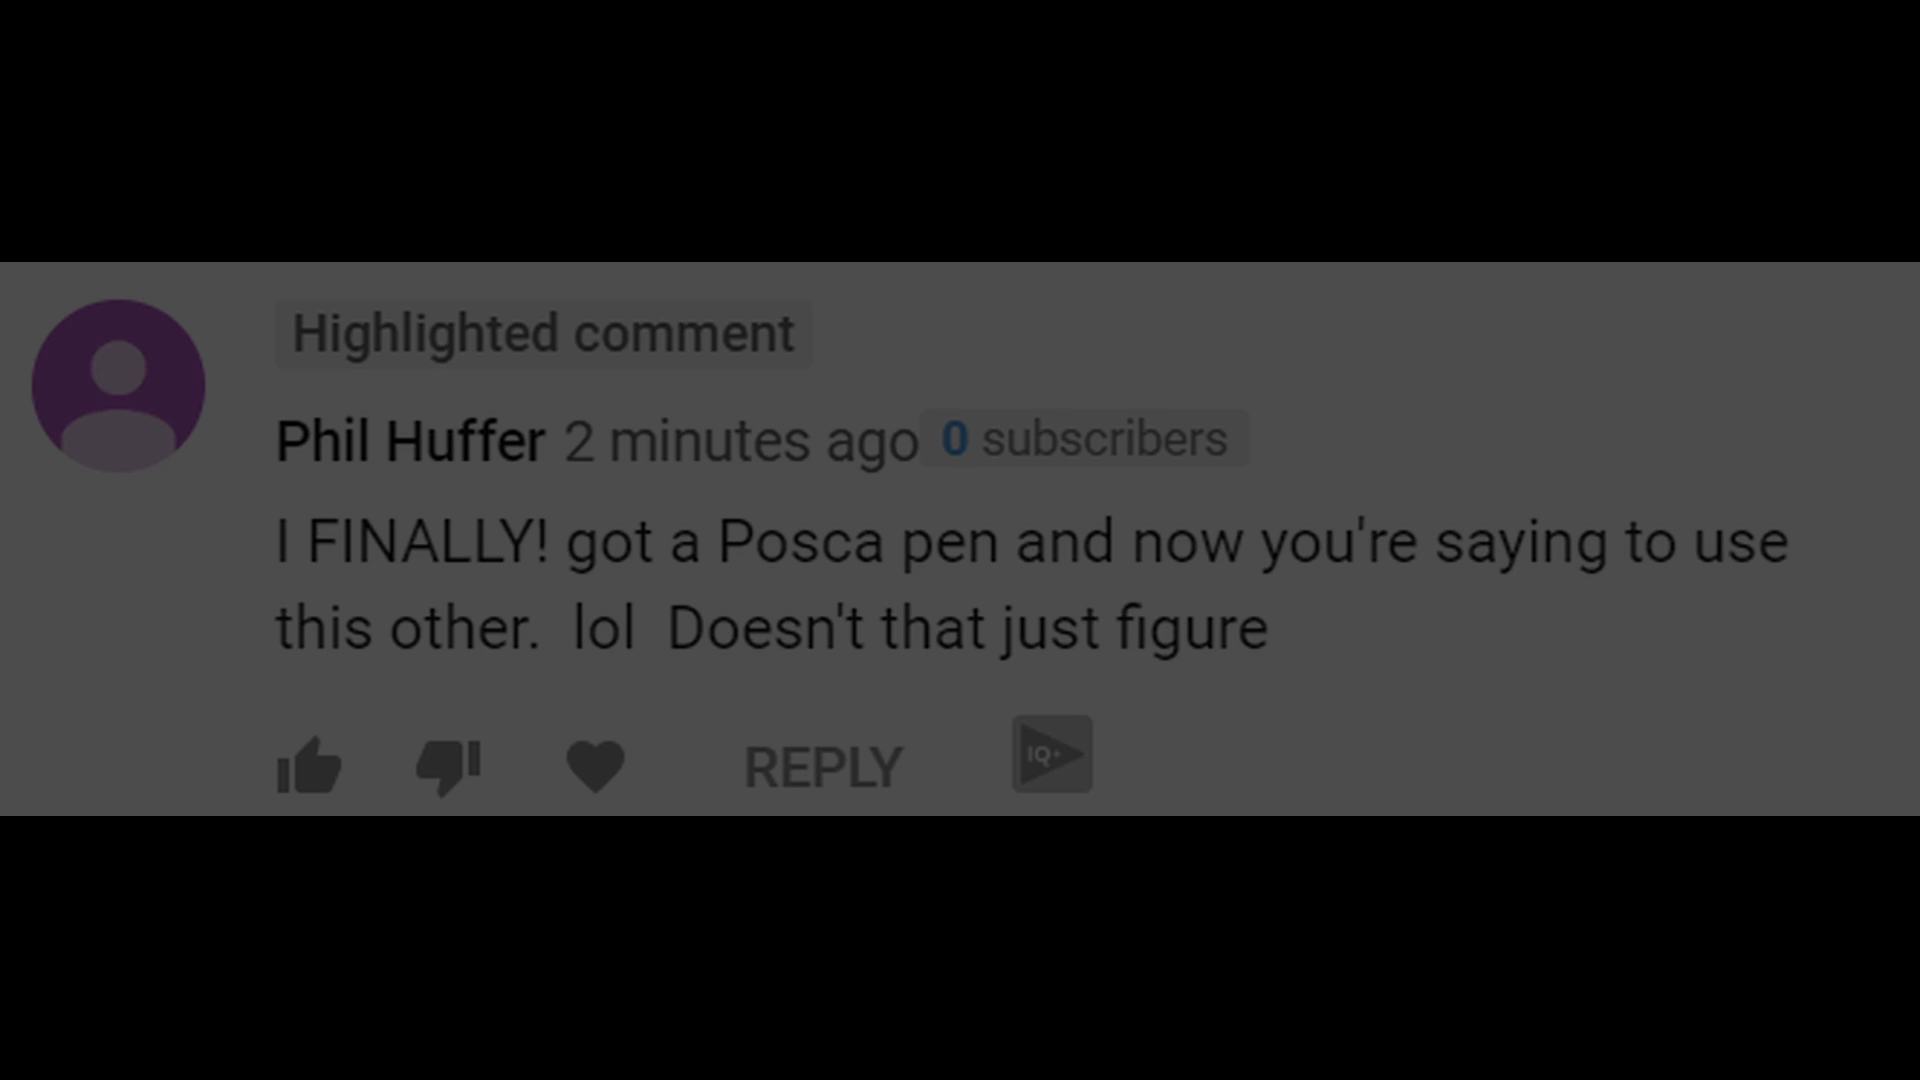 Highlighted comment
Phil Huffer 2 minutes ago 0 subscribers
I FINALLY! got a Posca pen and now you're saying to use
this other.  lol  Doesn't that just figure
REPLY IQ+